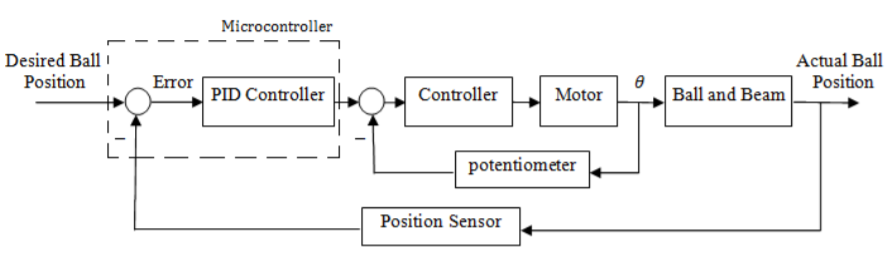 Microcontroller
Desired Ball
Position
Error
PID Controller
Controller
Motor
θ
Ball and Beam
Actual Ball
Position
–
–
potentiometer
Position Sensor